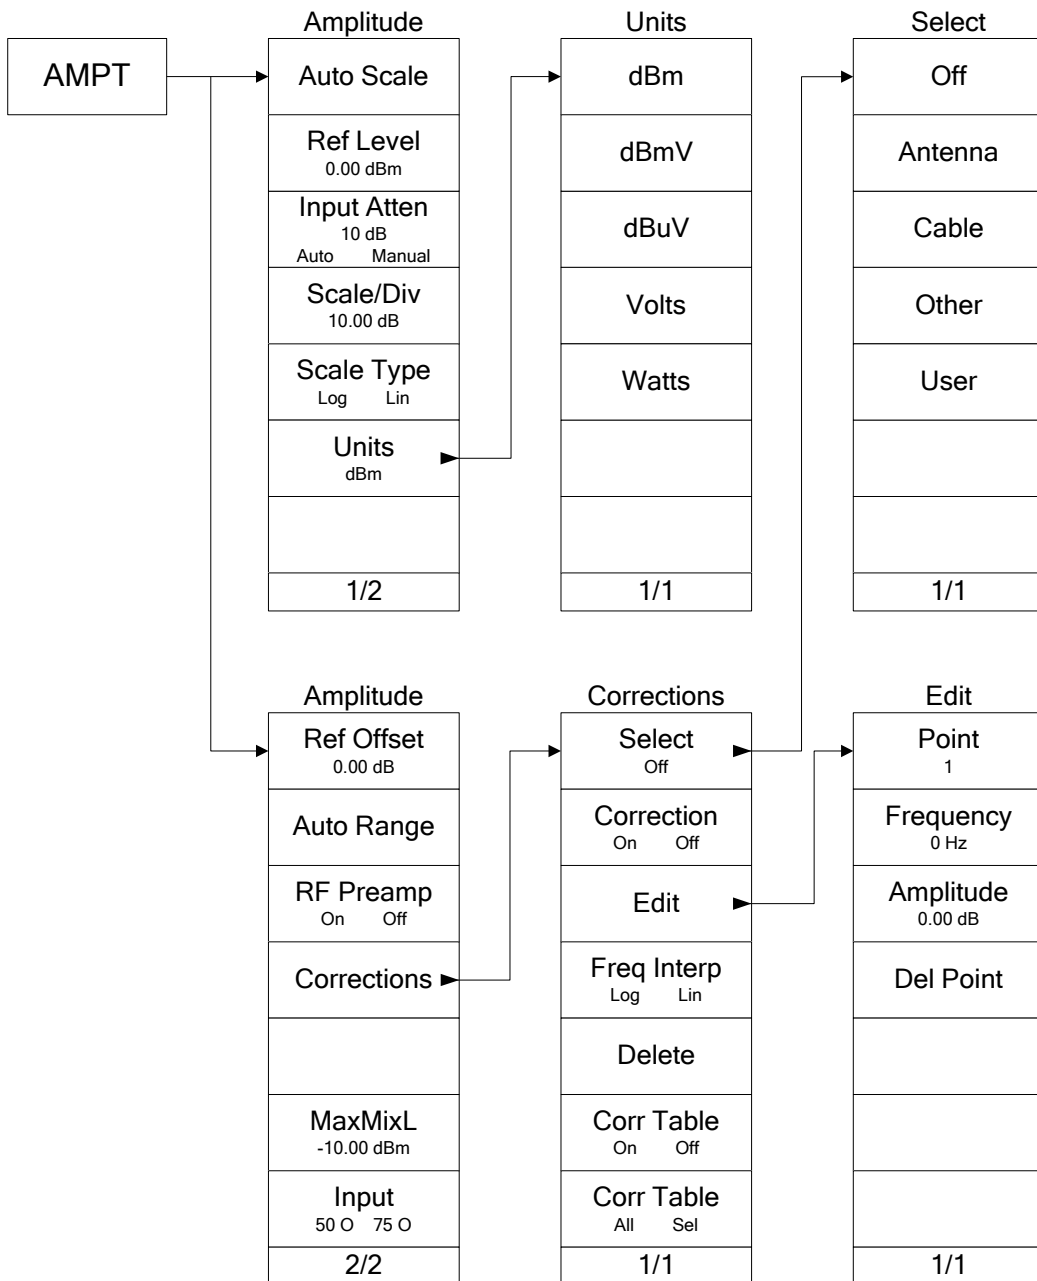 AMPT
Amplitude
Auto Scale
Ref Level
0.00 dBm
Input Atten
10 dB
Auto Manual
Scale/Div
10.00 dB
Scale Type
Log Lin
Units
dBm
1/2
Units
dBm
dBmV
dBuV
Volts
Watts
1/1
Select
Off
Antenna
Cable
Other
User
1/1
Amplitude
Ref Offset
0.00 dB
Auto Range
RF Preamp
On Off
Corrections
MaxMixL
-10.00 dBm
Input
50 O 75 O
2/2
Corrections
Select
Off
Correction
On Off
Edit
Freq Interp
Log Lin
Delete
Corr Table
On Off
Corr Table
All Sel
1/1
Edit
Point
1
Frequency
0 Hz
Amplitude
0.00 dB
Del Point
1/1